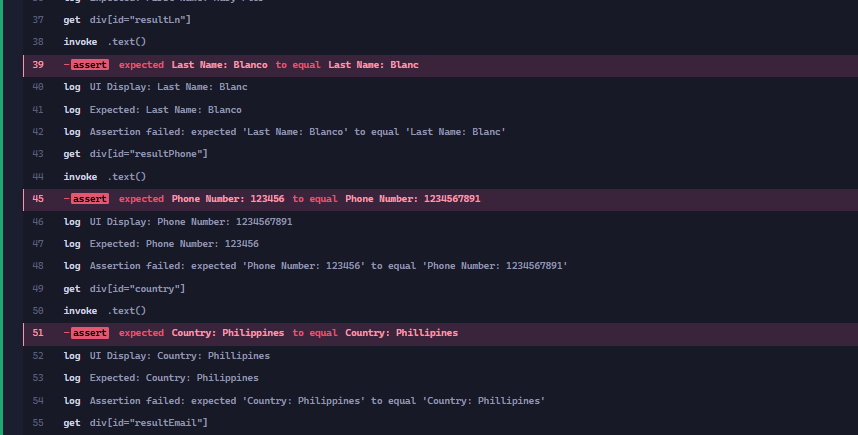 37 get div[id="resultLn"]
38 invoke .text()
39 −assert expected Last Name: Blanco to equal Last Name: Blanc
40 log UI Display: Last Name: Blanc
41 log Expected: Last Name: Blanco
42 log Assertion failed: expected 'Last Name: Blanco' to equal 'Last Name: Blanc'
43 get div[id="resultPhone"]
44 invoke .text()
45 −assert expected Phone Number: 123456 to equal Phone Number: 1234567891
46 log UI Display: Phone Number: 1234567891
47 log Expected: Phone Number: 123456
48 log Assertion failed: expected 'Phone Number: 123456' to equal 'Phone Number: 1234567891'
49 get div[id="country"]
50 invoke .text()
51 −assert expected Country: Philippines to equal Country: Phillipines
52 log UI Display: Country: Phillipines
53 log Expected: Country: Philippines
54 log Assertion failed: expected 'Country: Philippines' to equal 'Country: Phillipines'
55 get div[id="resultEmail"]